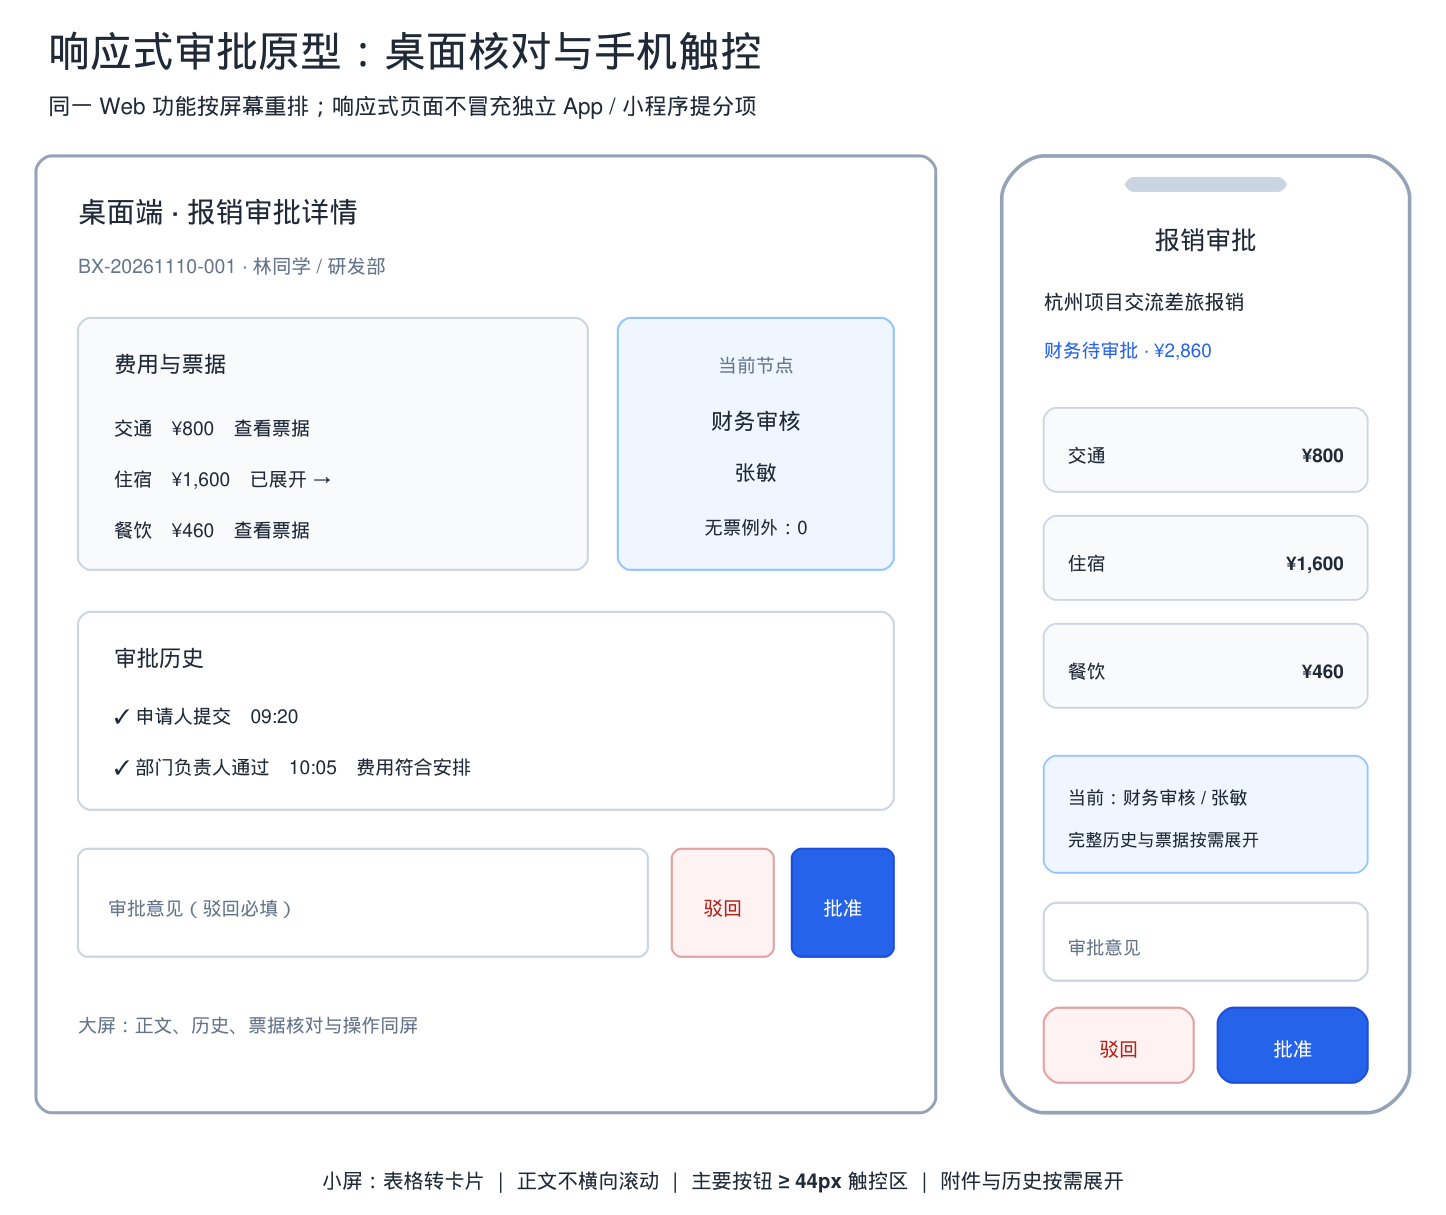 响应式审批原型：桌面核对与手机触控
同一 Web 功能按屏幕重排；响应式页面不冒充独立 App / 小程序提分项
桌面端 · 报销审批详情
BX-20261110-001 · 林同学 / 研发部
费用与票据
交通 ¥800 查看票据
住宿 ¥1,600 已展开 →
餐饮 ¥460 查看票据
当前节点
财务审核
张敏
无票例外：0
审批历史
✓ 申请人提交 09:20
✓ 部门负责人通过 10:05 费用符合安排
审批意见（驳回必填）
驳回
批准
大屏：正文、历史、票据核对与操作同屏
报销审批
杭州项目交流差旅报销
财务待审批 · ¥2,860
交通 ¥800
住宿 ¥1,600
餐饮 ¥460
当前：财务审核 / 张敏
完整历史与票据按需展开
审批意见
驳回
批准
小屏：表格转卡片 ｜ 正文不横向滚动 ｜ 主要按钮 ≥ 44px 触控区 ｜ 附件与历史按需展开